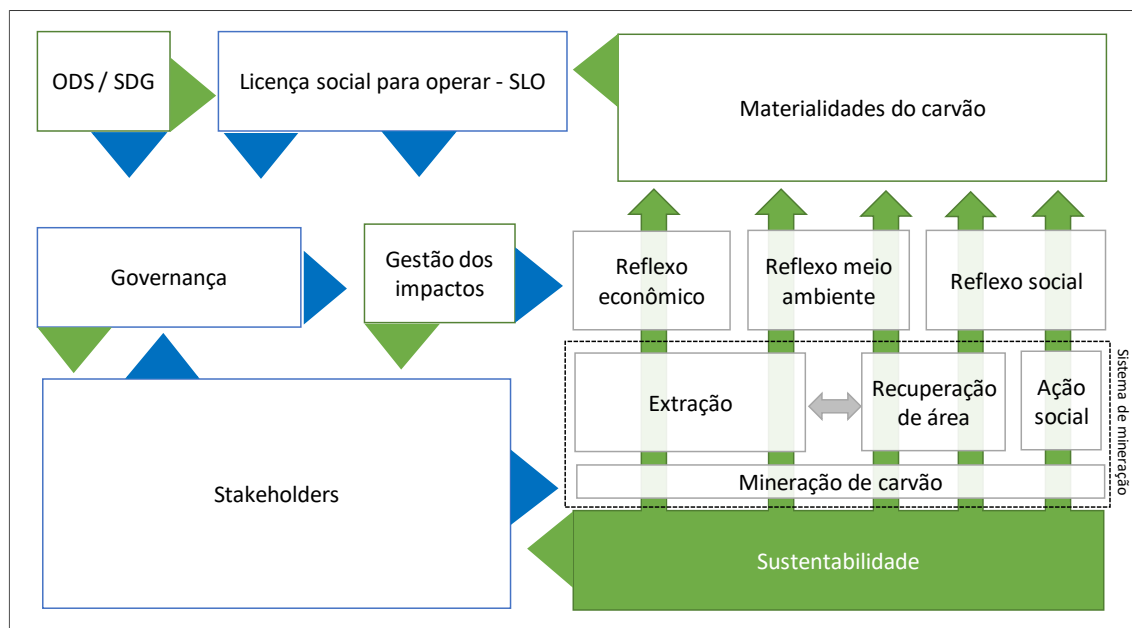 ODS / SDG
Licença social para operar - SLO
Materialidades do carvão
Governança
Gestão dos
impactos
Reflexo
econômico
Reflexo meio
ambiente
Reflexo social
Extração
Recuperação
de área
Ação
social
Sistema de mineração
Mineração de carvão
Stakeholders
Sustentabilidade